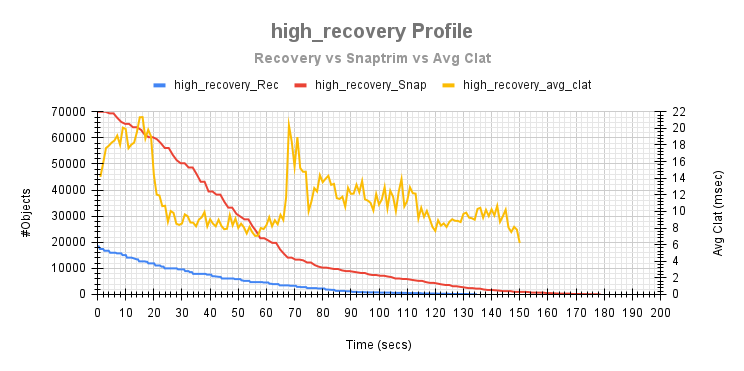 high_recovery Profile
Recovery vs Snaptrim vs Avg Clat
high_recovery_Rec high_recovery_Snap high_recovery_avg_clat
70000
60000
50000
40000
30000
20000
10000
0
#Objects
22
20
18
16
14
12
10
8
6
4
2
0
Avg Clat (msec)
0 10 20 30 40 50 60 70 80 90 100 110 120 130 140 150 160 170 180 190 200
Time (secs)